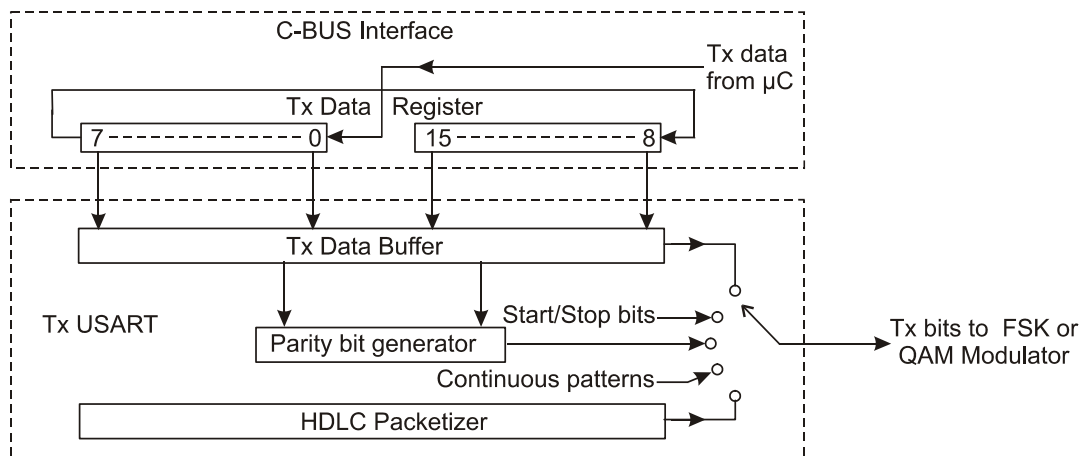 C-BUS Interface
Tx data
from µC
Tx Data Register
7 0 15 8
Tx Data Buffer
Tx USART
Start/Stop bits
Parity bit generator
Tx bits to FSK or
QAM Modulator
Continuous patterns
HDLC Packetizer